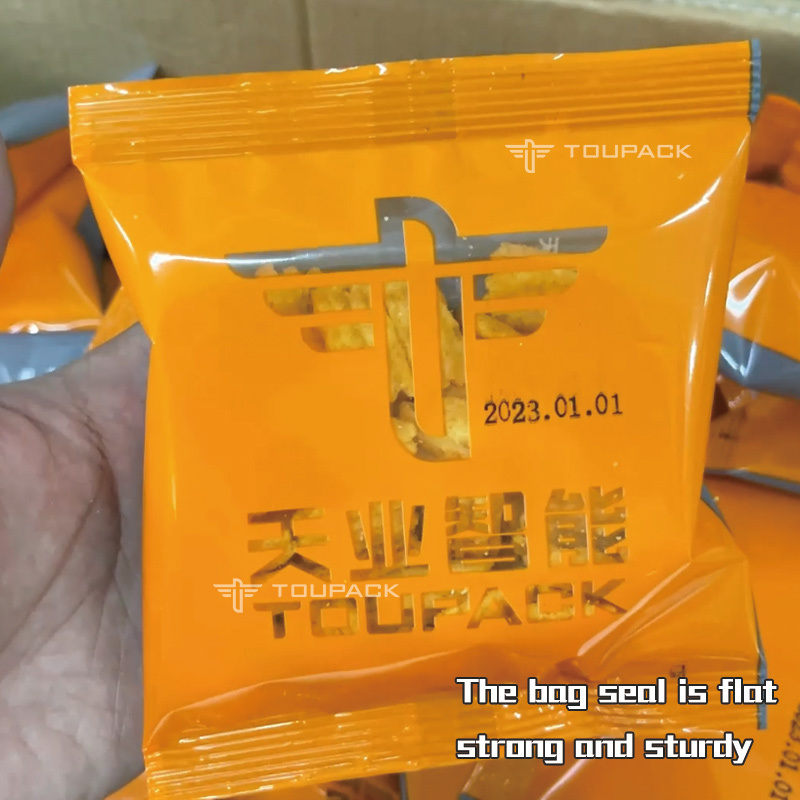 TOUPACK
2023.01.01
天业智能
TOUPACK
TOUPACK
The bag seal is flat
strong and sturdy